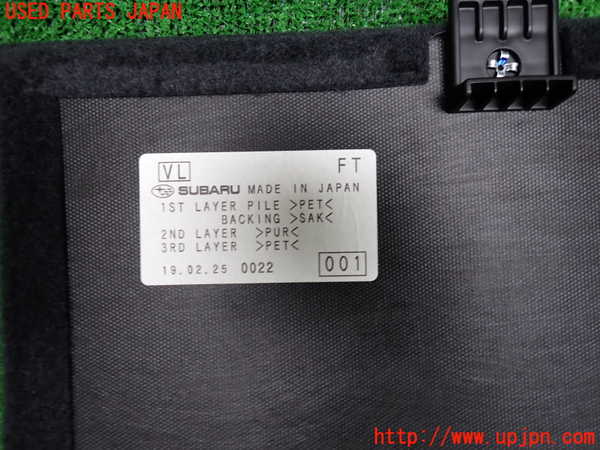 USED PARTS JAPAN
VL FT
SUBARU MADE IN JAPAN
1ST LAYER PILE >PET<
BACKING >SAK<
2ND LAYER >PUR<
3RD LAYER >PET<
19.02.25 0022 001
http://www.upjpn.com/